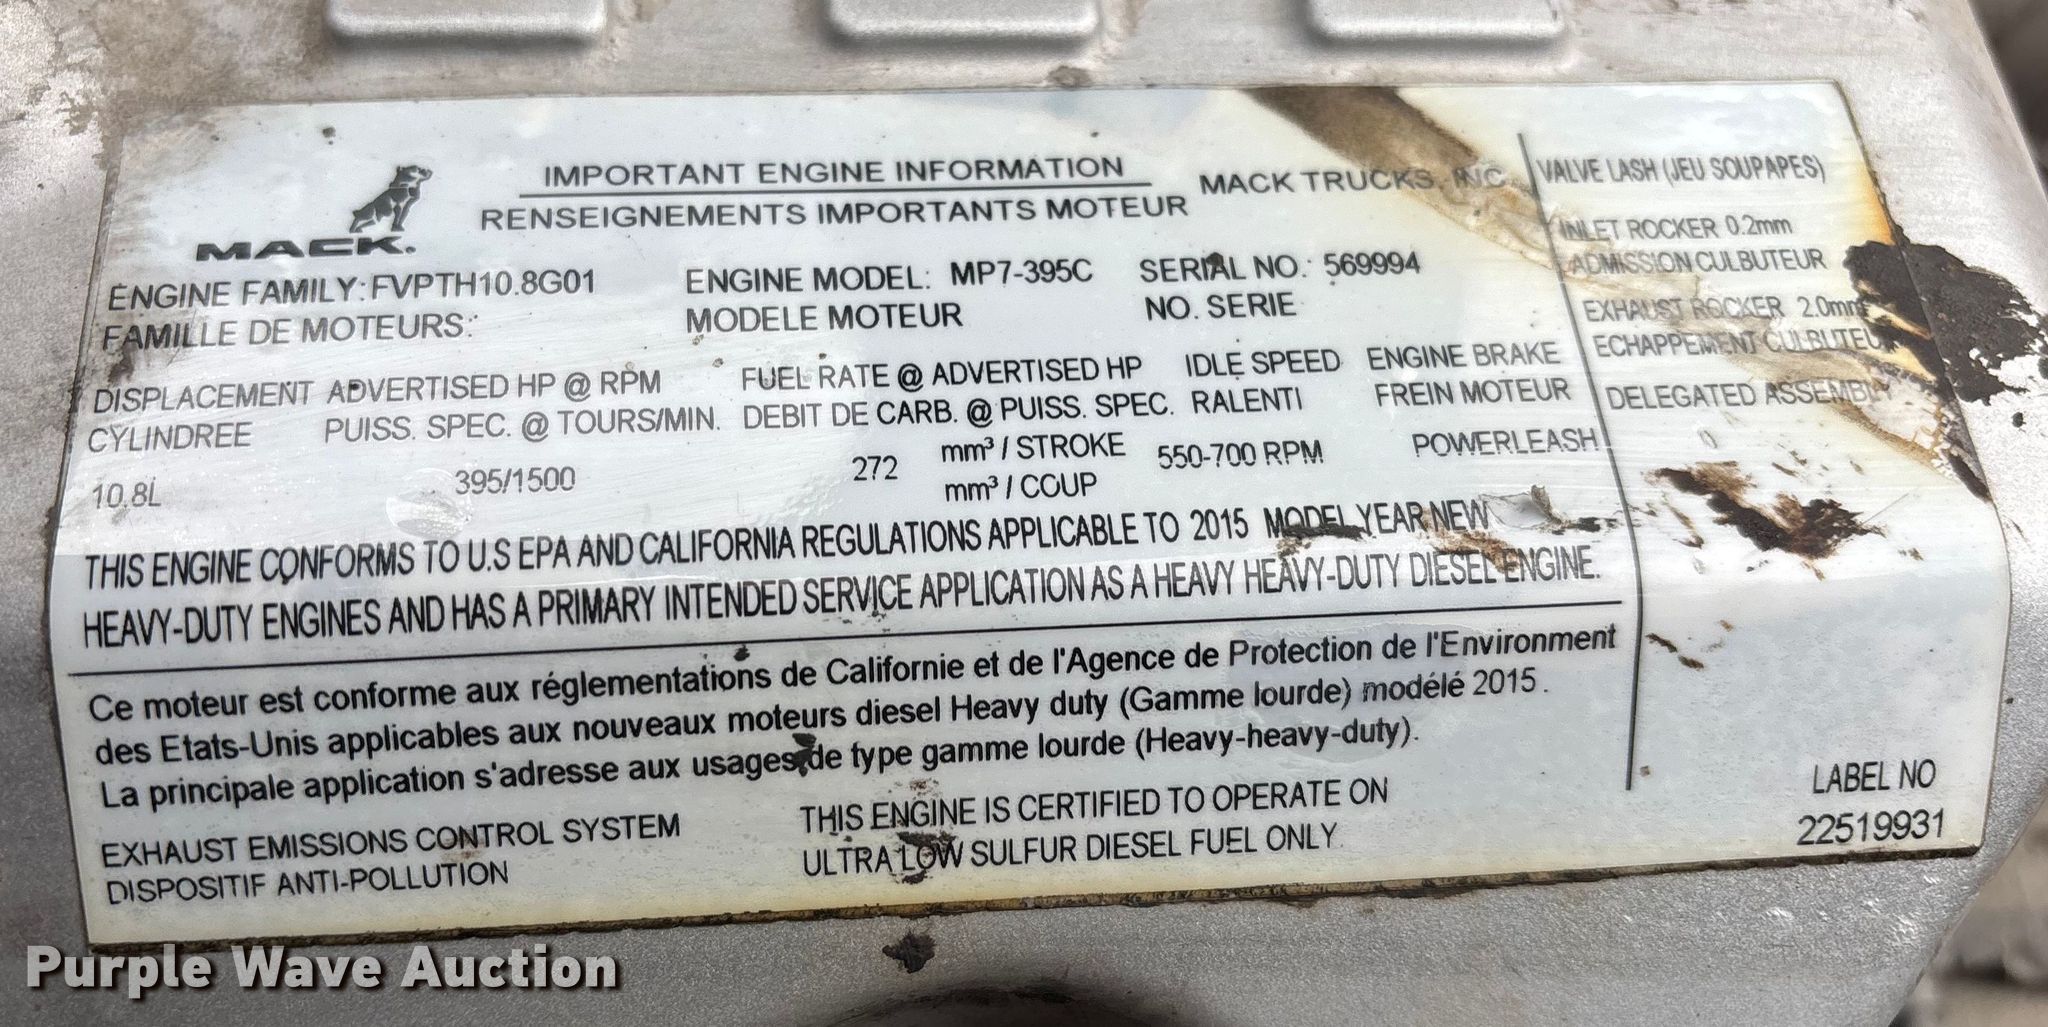 MACK.
IMPORTANT ENGINE INFORMATION
RENSEIGNEMENTS IMPORTANTS MOTEUR
MACK TRUCKS, INC
ENGINE FAMILY: FVPTH10.8G01
FAMILLE DE MOTEURS:
ENGINE MODEL: MP7-395C
MODELE MOTEUR
SERIAL NO.: 569994
NO. SERIE
DISPLACEMENT
CYLINDREE
10.8L
ADVERTISED HP @ RPM
PUISS. SPEC. @ TOURS/MIN.
395/1500
FUEL RATE @ ADVERTISED HP
DEBIT DE CARB. @ PUISS. SPEC.
272
mm³ / STROKE
mm³ / COUP
IDLE SPEED
RALENTI
550-700 RPM
ENGINE BRAKE
FREIN MOTEUR
POWERLEASH
VALVE LASH (JEU SOUPAPES)
INLET ROCKER 0.2mm
ADMISSION CULBUTEUR
EXHAUST ROCKER 2.0mm
ECHAPPEMENT CULBUTEUR
DELEGATED ASSEMBLY
THIS ENGINE CONFORMS TO U.S EPA AND CALIFORNIA REGULATIONS APPLICABLE TO 2015 MODEL YEAR NEW
HEAVY-DUTY ENGINES AND HAS A PRIMARY INTENDED SERVICE APPLICATION AS A HEAVY HEAVY-DUTY DIESEL ENGINE.
Ce moteur est conforme aux réglementations de Californie et de l'Agence de Protection de l'Environment
des Etats-Unis applicables aux nouveaux moteurs diesel Heavy duty (Gamme lourde) modélé 2015.
La principale application s'adresse aux usages de type gamme lourde (Heavy-heavy-duty).
EXHAUST EMISSIONS CONTROL SYSTEM
DISPOSITIF ANTI-POLLUTION
THIS ENGINE IS CERTIFIED TO OPERATE ON
ULTRA LOW SULFUR DIESEL FUEL ONLY
LABEL NO
22519931
Purple Wave Auction